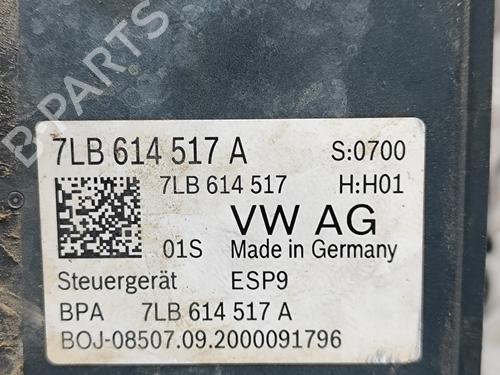 7LB 614 517 A S:0700
7LB 614 517 H:H01
VW AG
01S Made in Germany
Steuergerät ESP9
BPA 7LB 614 517 A
BOJ-08507.09.2000091796
B-PARTS